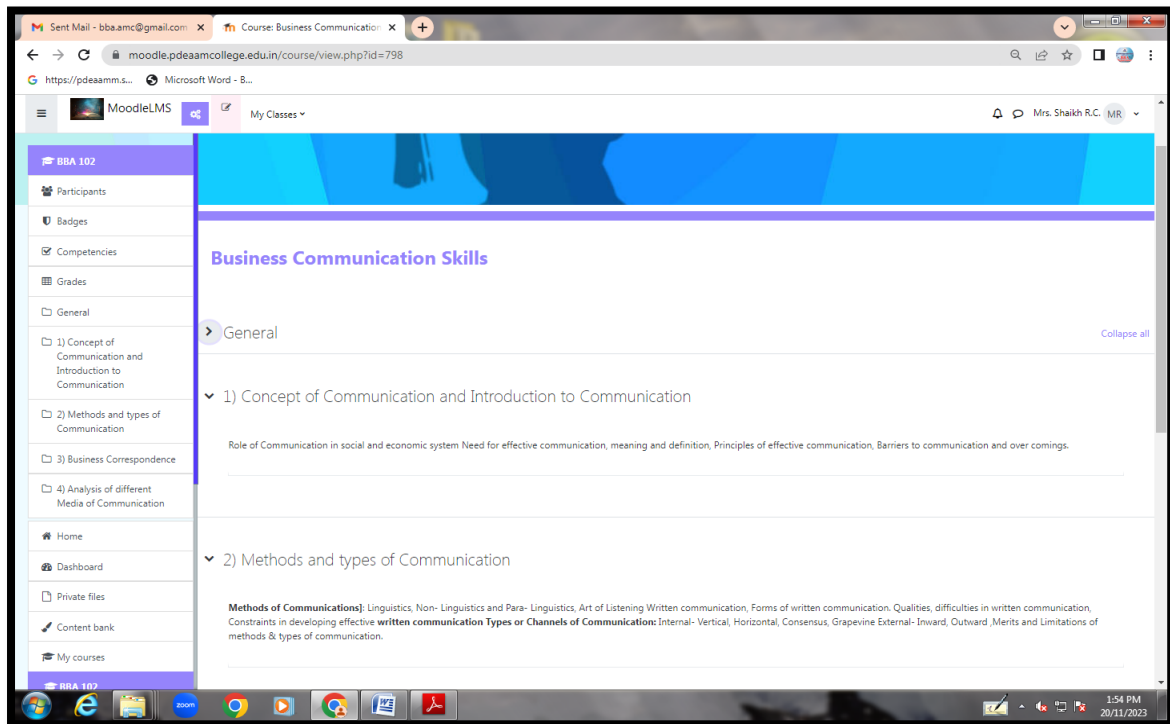 Sent Mail - bba.amc@gmail.com
Course: Business Communication
moodle.pdeaamcollege.edu.in/course/view.php?id=798
https://pdeaamm.s...
Microsoft Word - B...
MoodleLMS
My Classes
Mrs. Shaikh R.C. MR
BBA 102
Participants
Badges
Competencies
Grades
General
1) Concept of
Communication and
Introduction to
Communication
2) Methods and types of
Communication
3) Business Correspondence
4) Analysis of different
Media of Communication
Home
Dashboard
Private files
Content bank
My courses
BBA 102
Business Communication Skills
General
Collapse all
1) Concept of Communication and Introduction to Communication
Role of Communication in social and economic system Need for effective communication, meaning and definition, Principles of effective communication, Barriers to communication and over comings.
2) Methods and types of Communication
Methods of Communications]: Linguistics, Non- Linguistics and Para- Linguistics, Art of Listening Written communication, Forms of written communication. Qualities, difficulties in written communication,
Constraints in developing effective written communication Types or Channels of Communication: Internal- Vertical, Horizontal, Consensus, Grapevine External- Inward, Outward ,Merits and Limitations of
methods & types of communication.
zoom
1:54 PM
20/11/2023